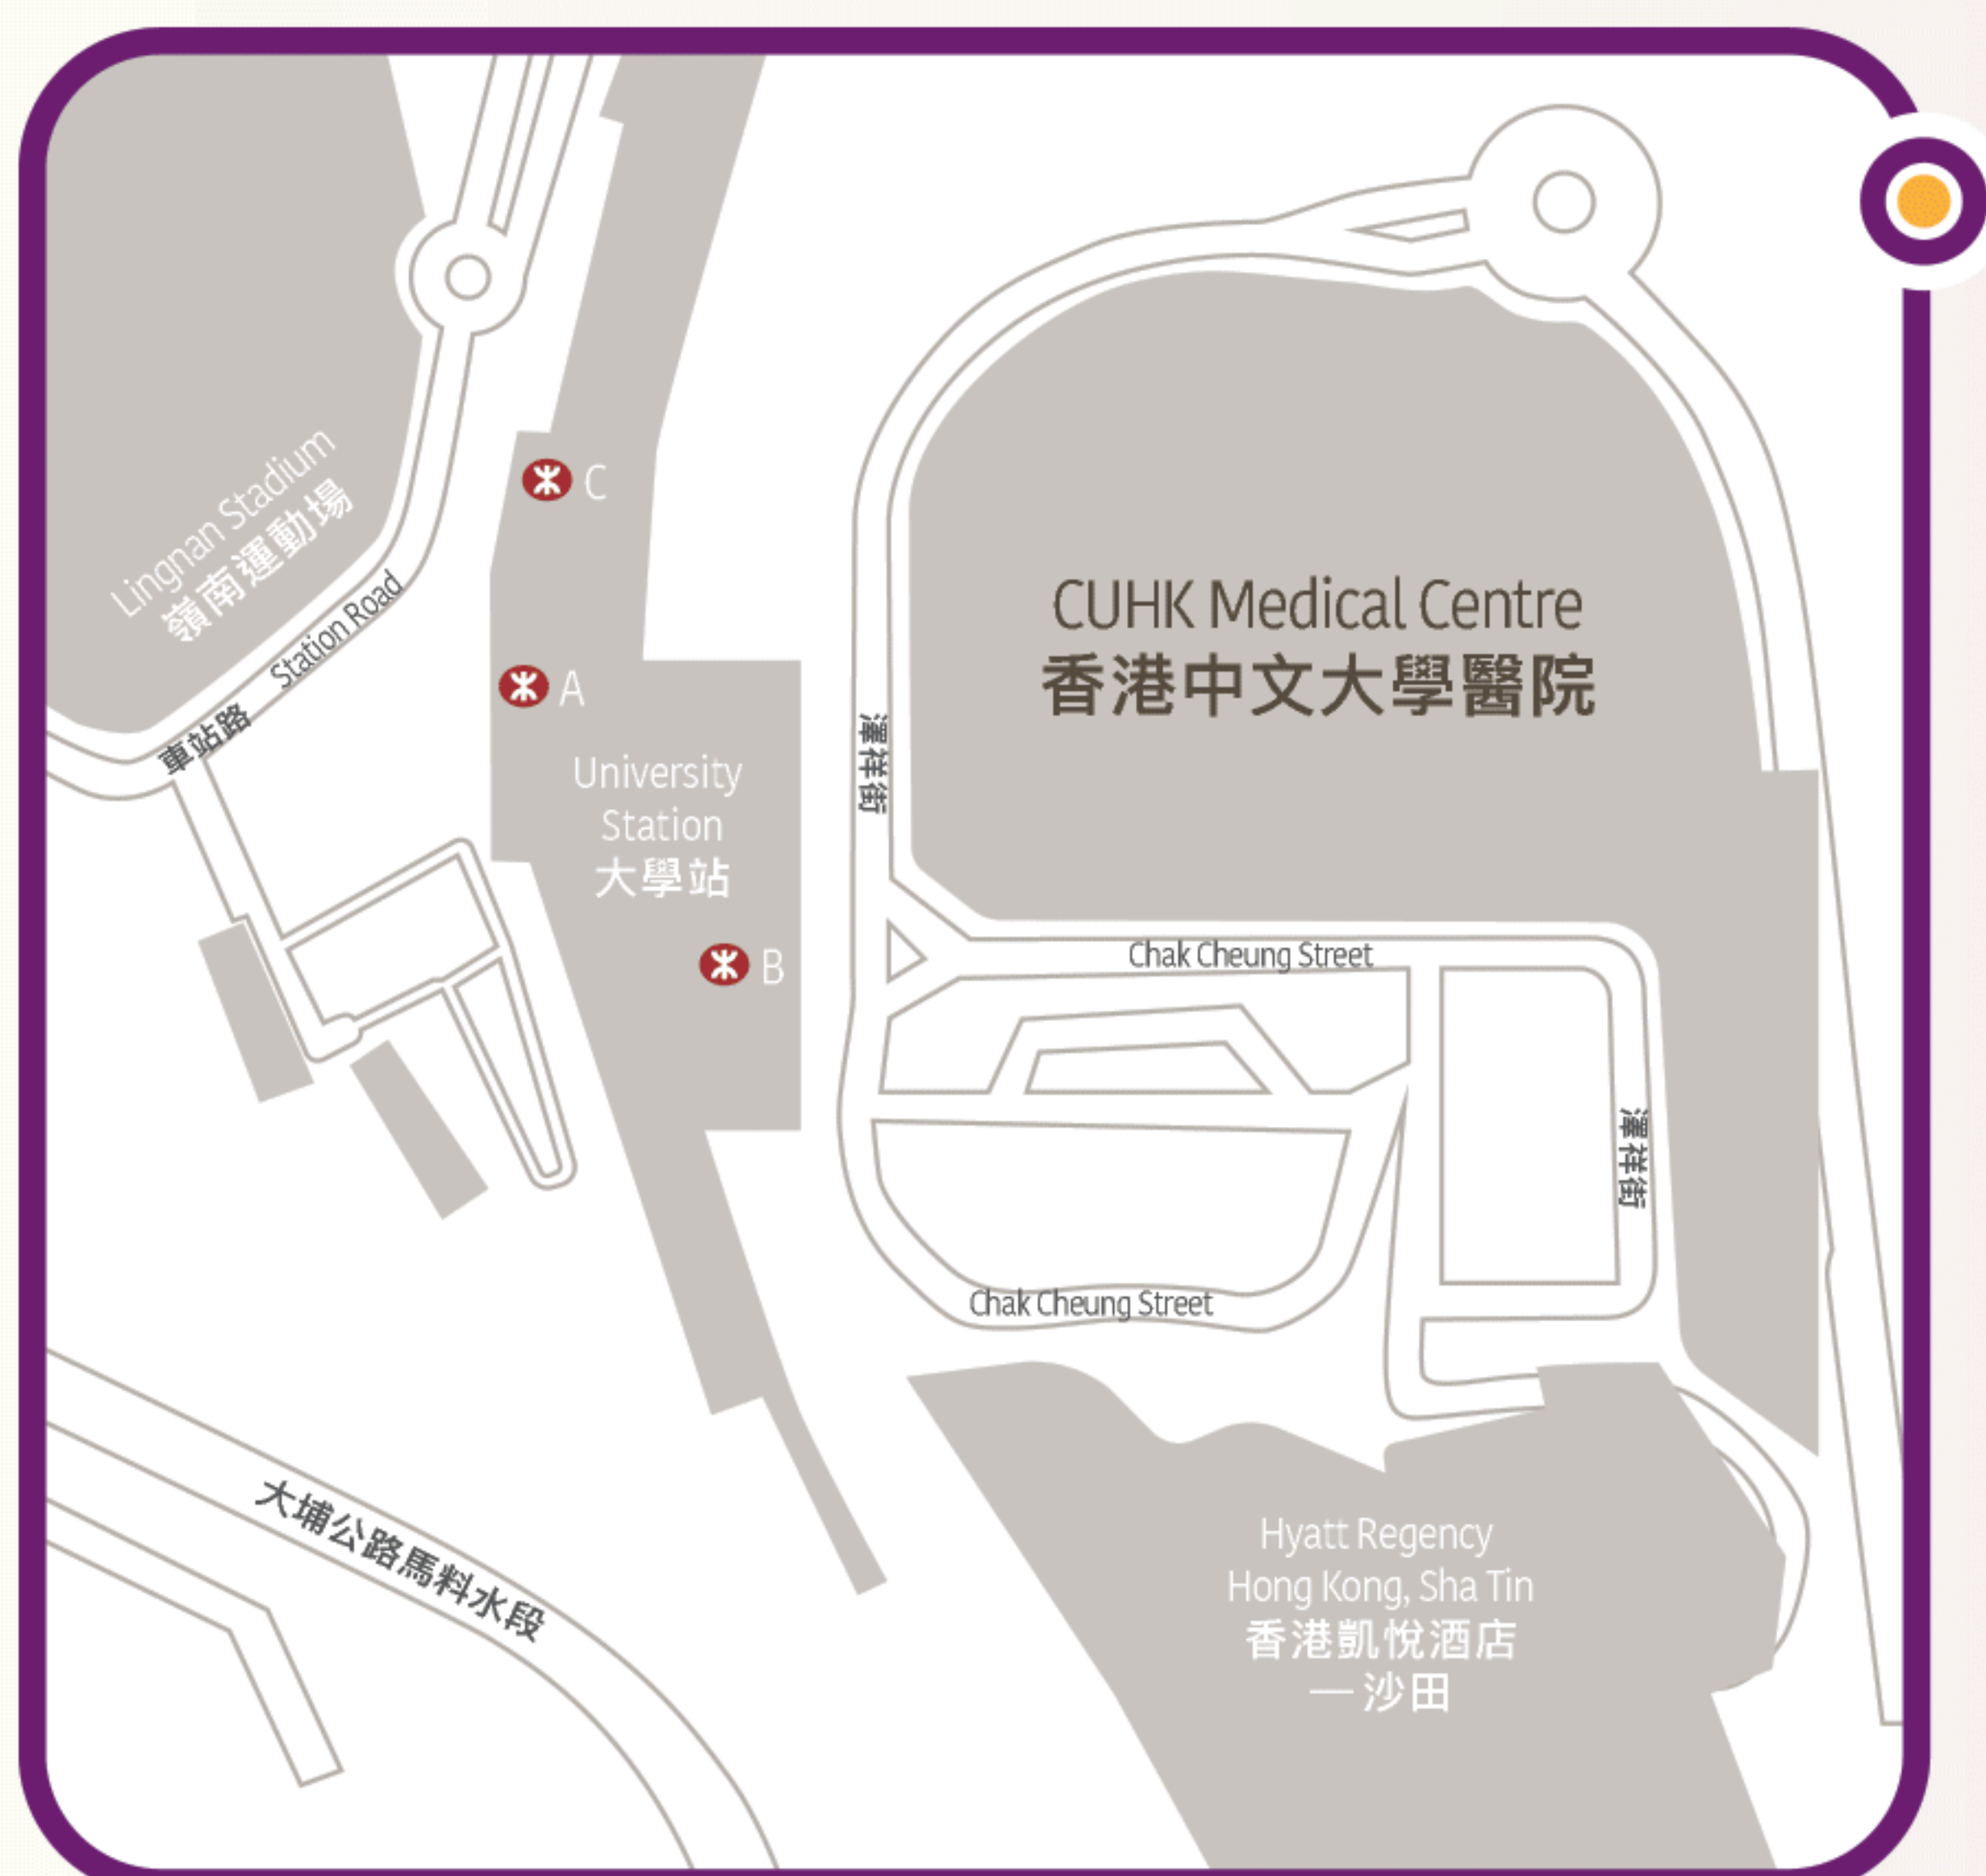 C
Lingnan Stadium
嶺南運動場
Station Road
車站路
A
University
Station
大學站
B
CUHK Medical Centre
香港中文大學醫院
澤祥街
Chak Cheung Street
澤祥街
Chak Cheung Street
大埔公路馬料水段
Hyatt Regency
Hong Kong, Sha Tin
香港凱悅酒店
一沙田